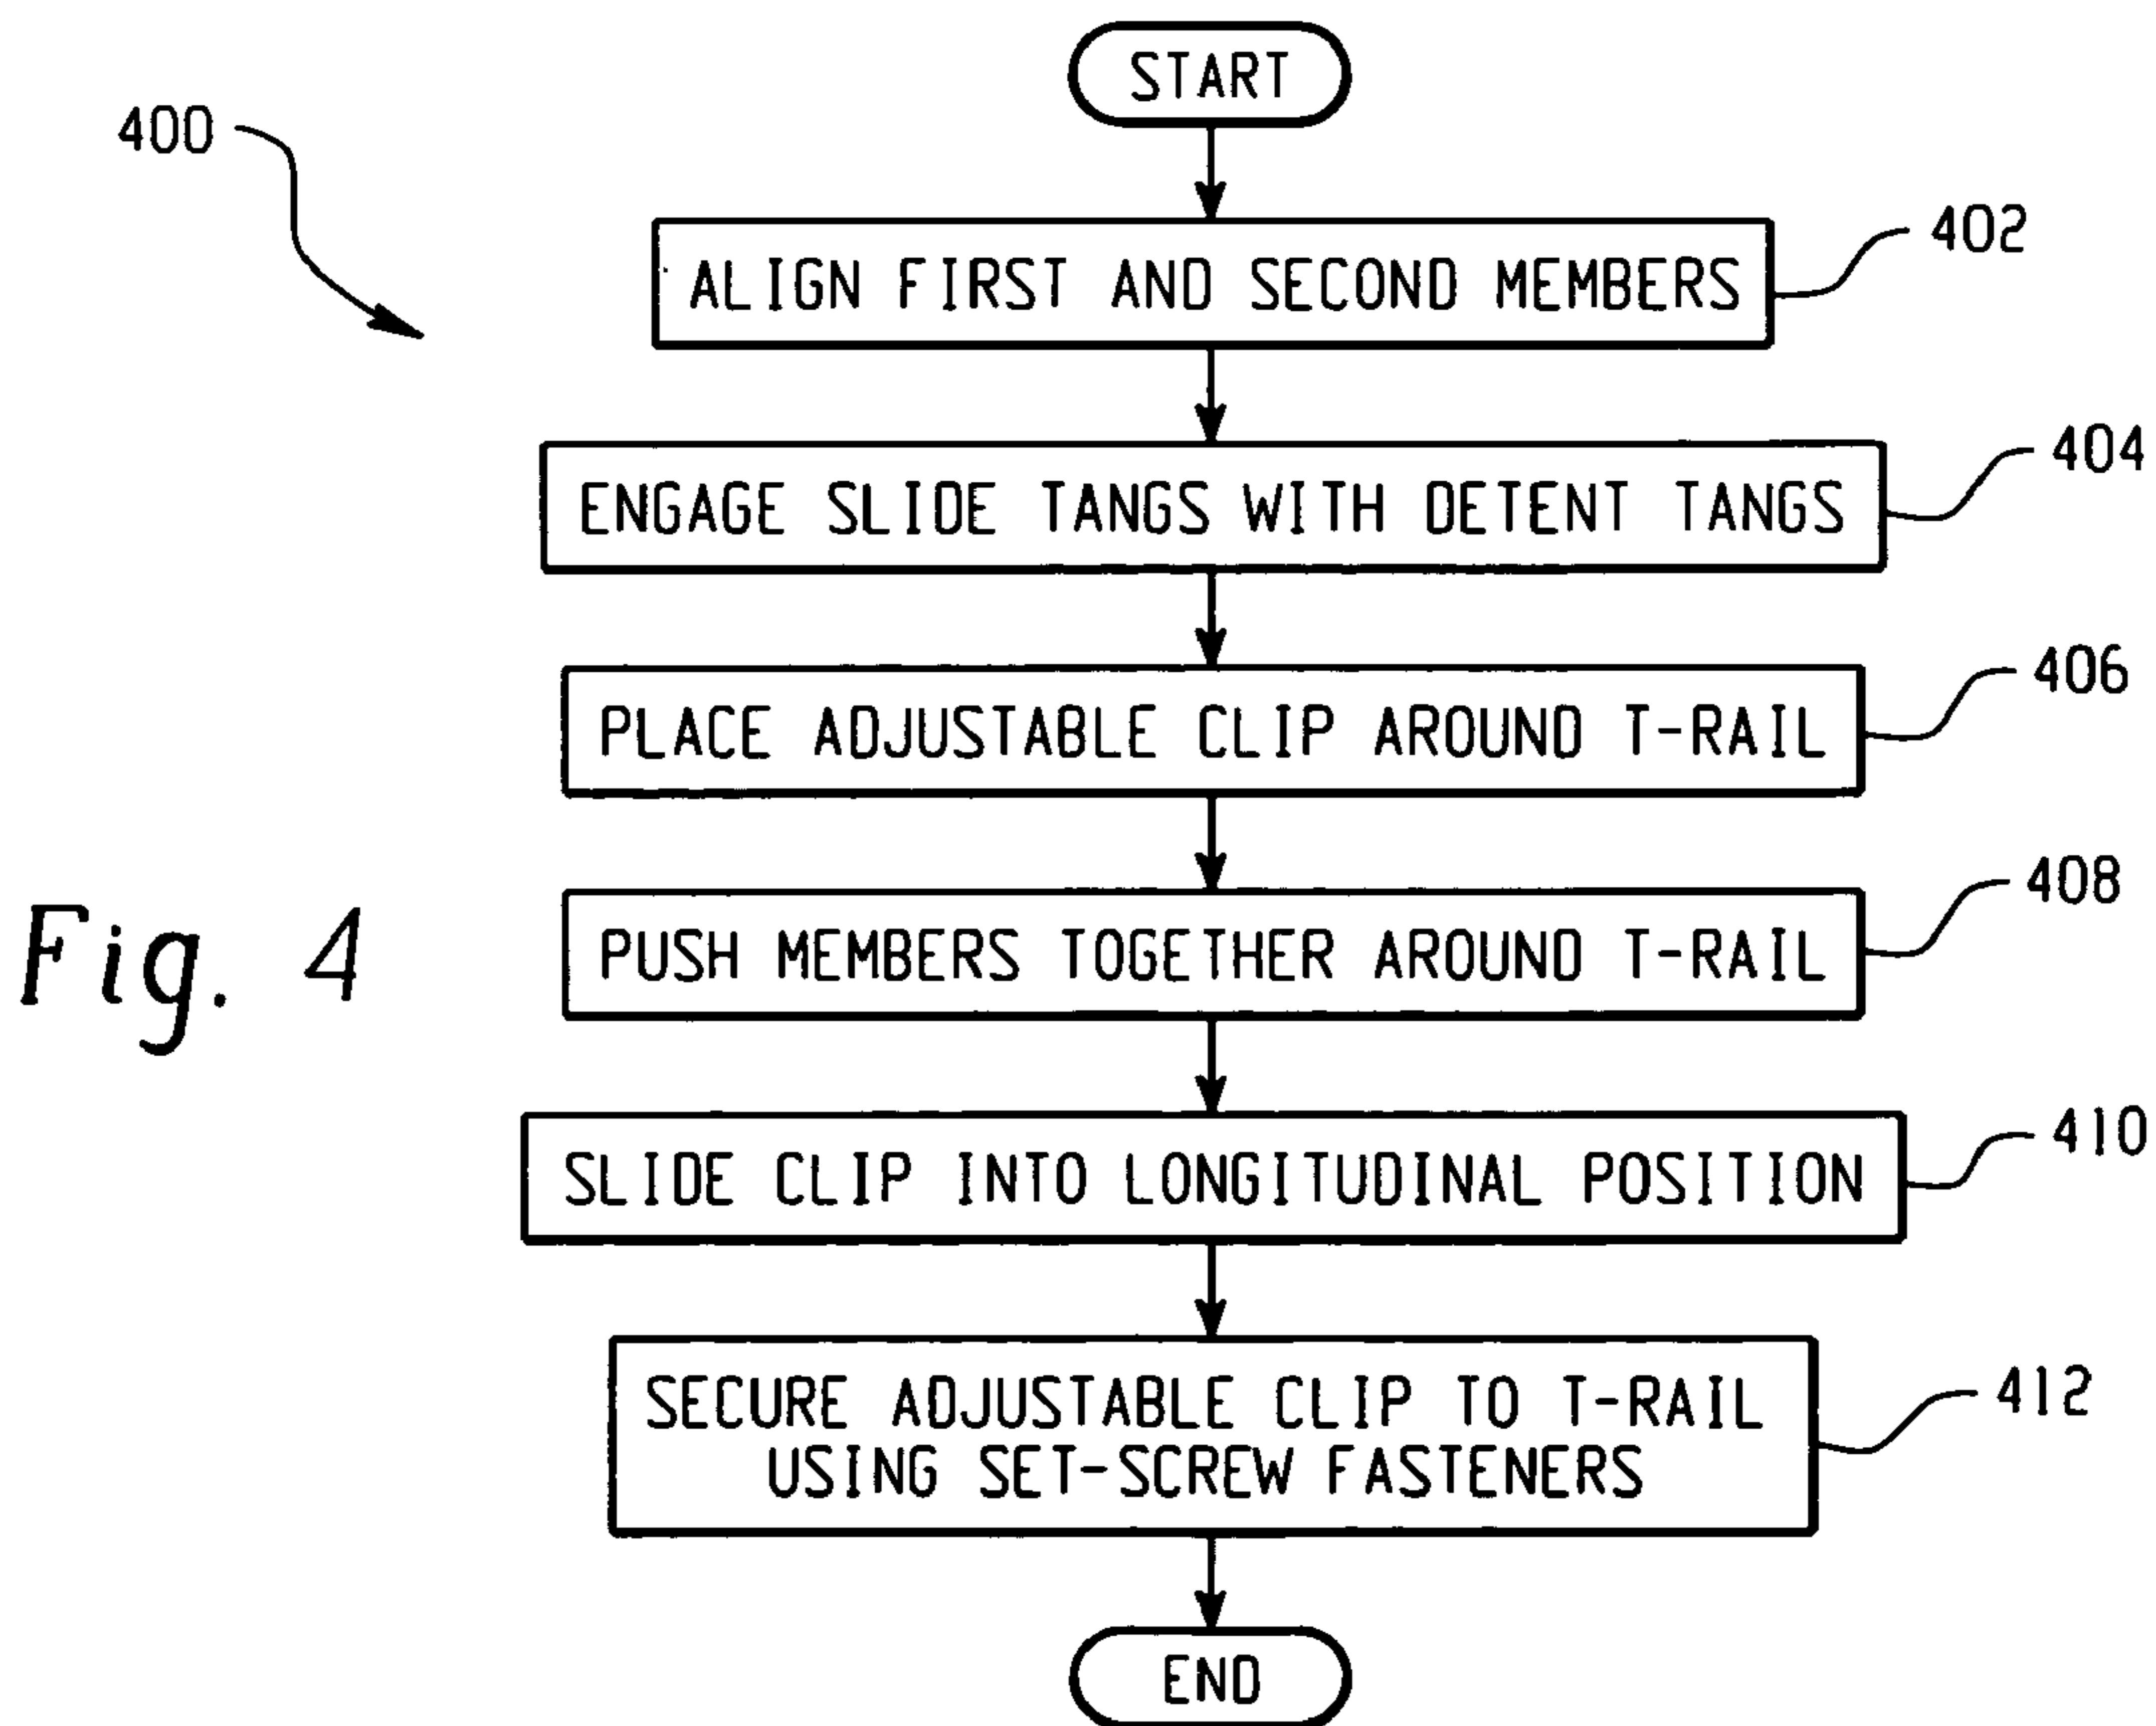 START
400
402
ALIGN FIRST AND SECOND MEMBERS
404
ENGAGE SLIDE TANGS WITH DETENT TANGS
406
PLACE ADJUSTABLE CLIP AROUND T-RAIL
408
PUSH MEMBERS TOGETHER AROUND T-RAIL
Fig. 4
410
SLIDE CLIP INTO LONGITUDINAL POSITION
412
SECURE ADJUSTABLE CLIP TO T-RAIL
USING SET-SCREW FASTENERS
END